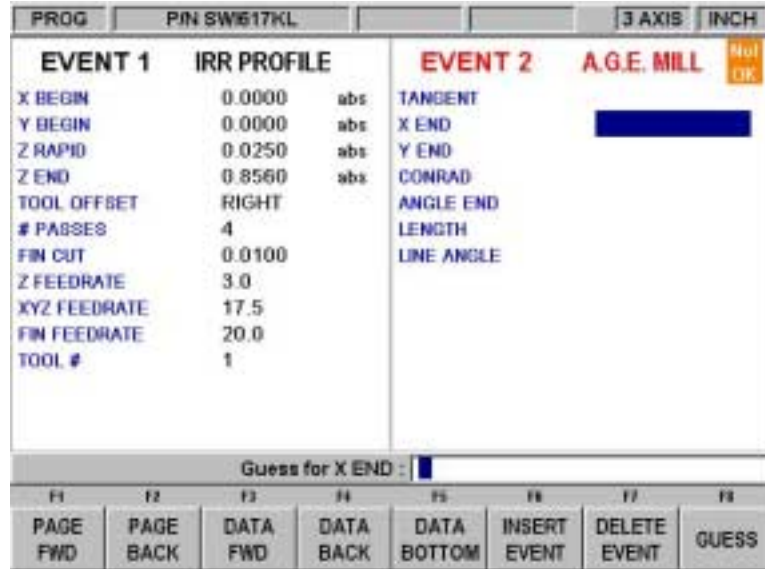 PROG P/N SWI617KL 3 AXIS INCH
EVENT 1 IRR PROFILE
X BEGIN 0.0000 abs
Y BEGIN 0.0000 abs
Z RAPID 0.0250 abs
Z END 0.8560 abs
TOOL OFFSET RIGHT
# PASSES 4
FIN CUT 0.0100
Z FEEDRATE 3.0
XYZ FEEDRATE 17.5
FIN FEEDRATE 20.0
TOOL # 1
EVENT 2 A.G.E. MILL
Not
OK
TANGENT
X END
Y END
CONRAD
ANGLE END
LENGTH
LINE ANGLE
Guess for X END :
F1 F2 F3 F4 F5 F6 F7 F8
PAGE FWD
PAGE BACK
DATA FWD
DATA BACK
DATA BOTTOM
INSERT EVENT
DELETE EVENT
GUESS